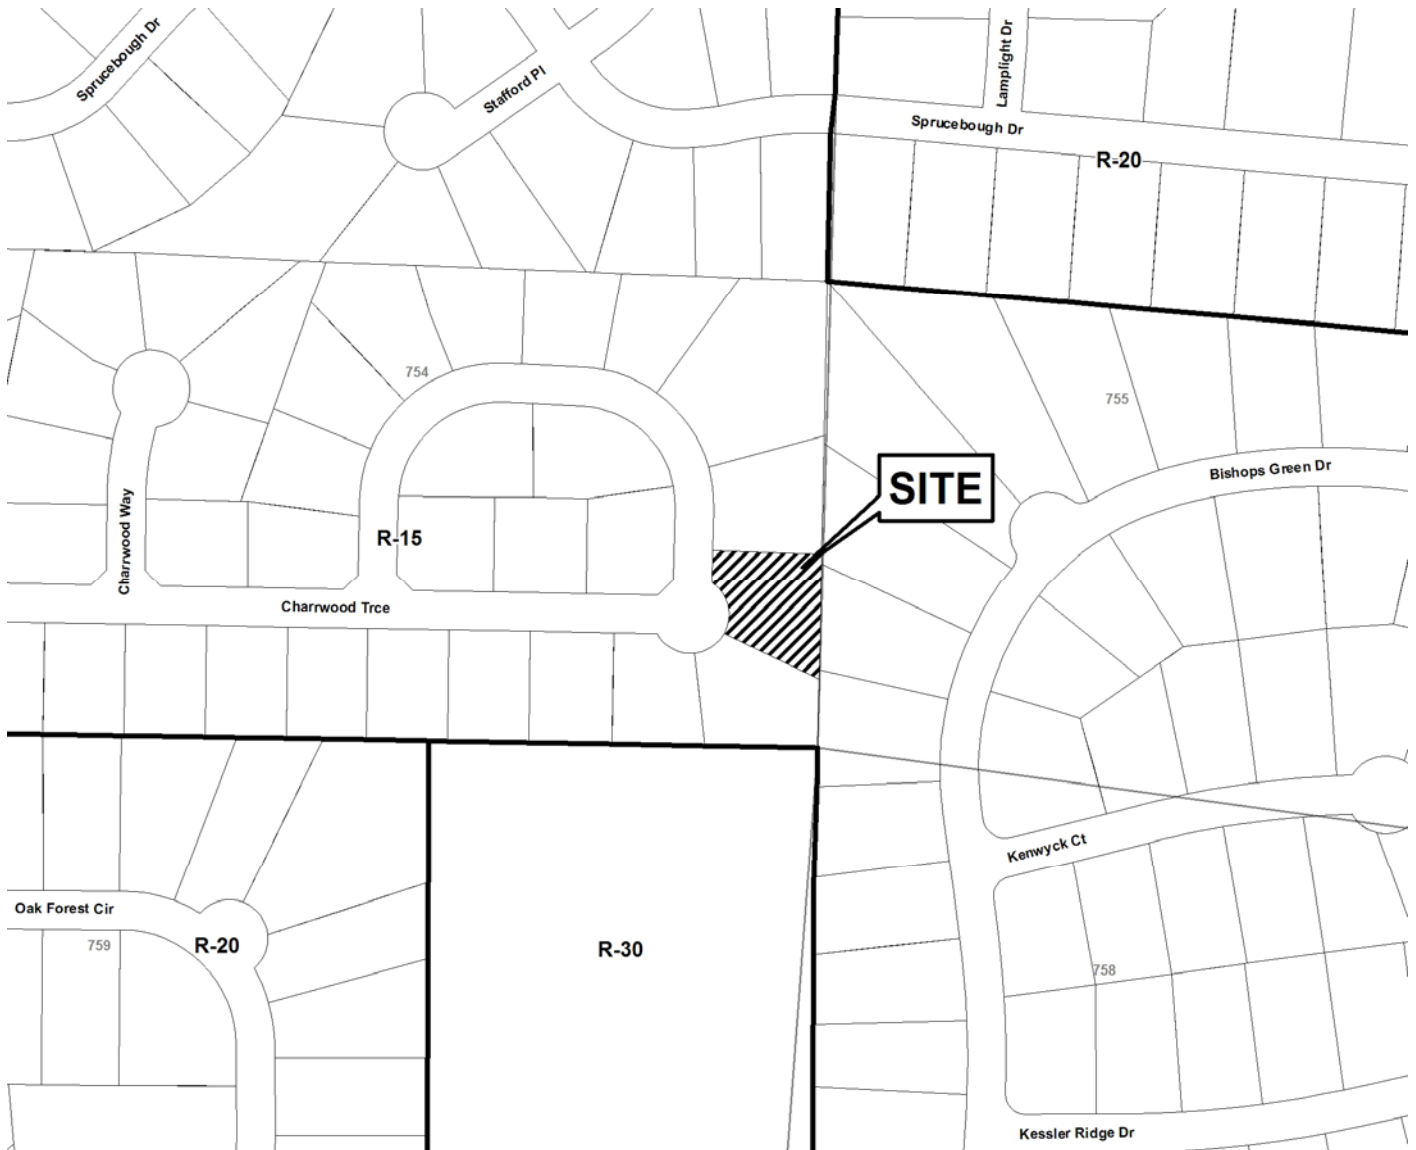 Sprucebough Dr
Stafford Pl
Lamplight Dr
Sprucebough Dr
R-20
754
755
Bishops Green Dr
SITE
Charrwood Way
R-15
Charrwood Trce
Kenwyck Ct
Oak Forest Cir
759
R-20
R-30
758
Kessler Ridge Dr